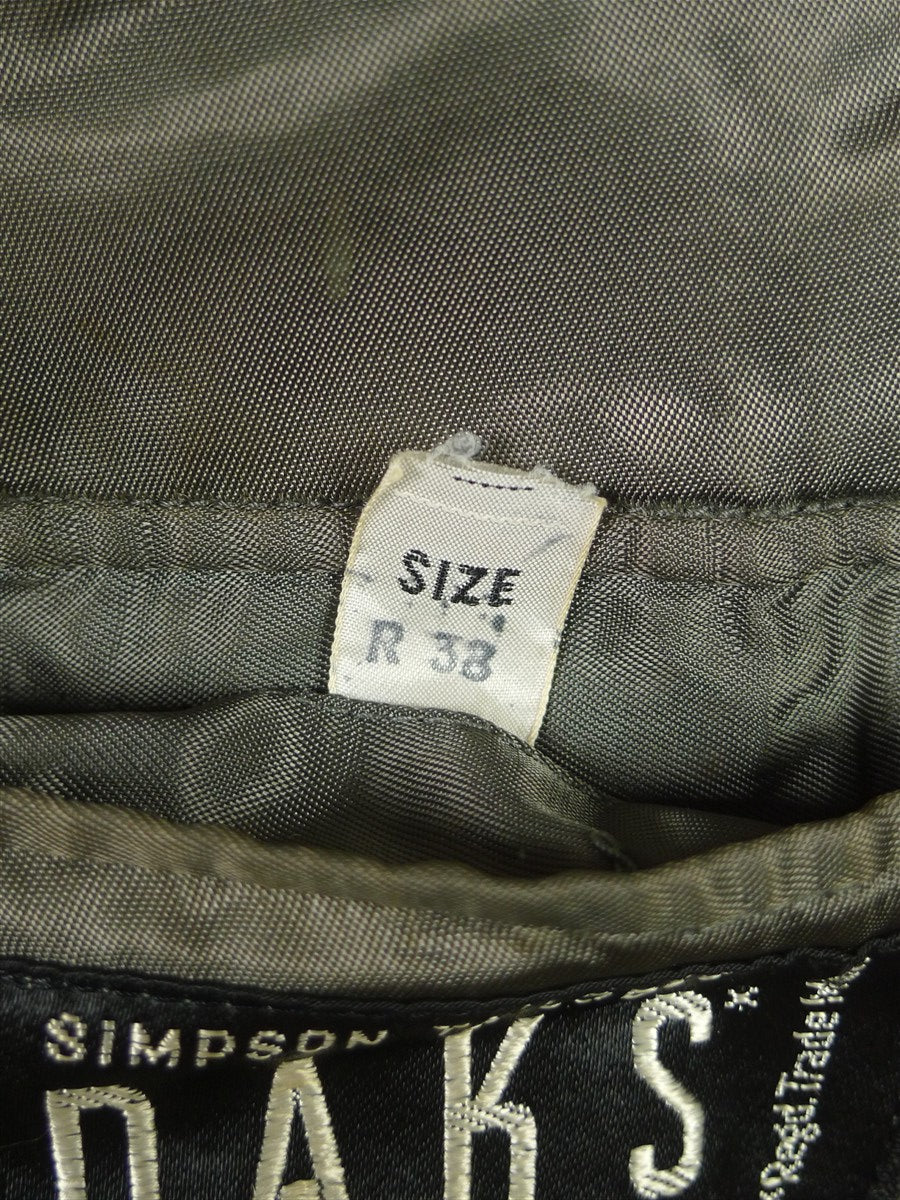 SIZE
R 38
SIMPSON
DAKS*
Regd. Trade